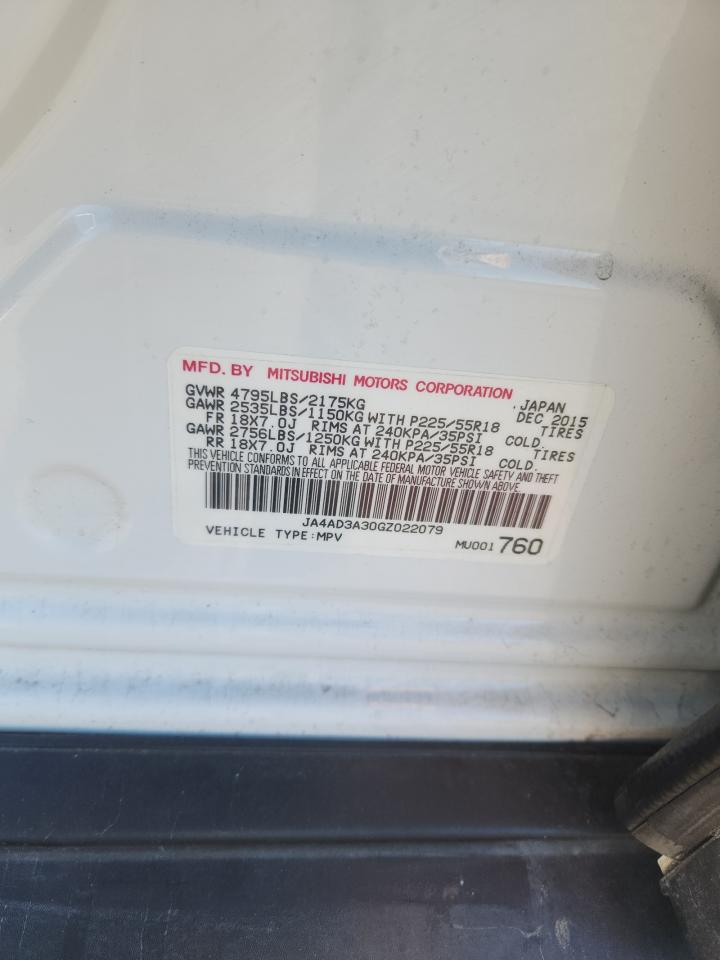 MFD. BY MITSUBISHI MOTORS CORPORATION
GVWR 4795LBS/2175KG JAPAN
GAWR 2535LBS/1150KG WITH P225/55R18 DEC 2015
FR 18X7.0J RIMS AT 240KPA/35PSI COLD. TIRES
GAWR 2756LBS/1250KG WITH P225/55R18 TIRES
RR 18X7.0J RIMS AT 240KPA/35PSI COLD.
THIS VEHICLE CONFORMS TO ALL APPLICABLE FEDERAL MOTOR VEHICLE SAFETY AND THEFT
PREVENTION STANDARDS IN EFFECT ON THE DATE OF MANUFACTURE SHOWN ABOVE.
JA4AD3A30GZ022079
VEHICLE TYPE:MPV MU001 760